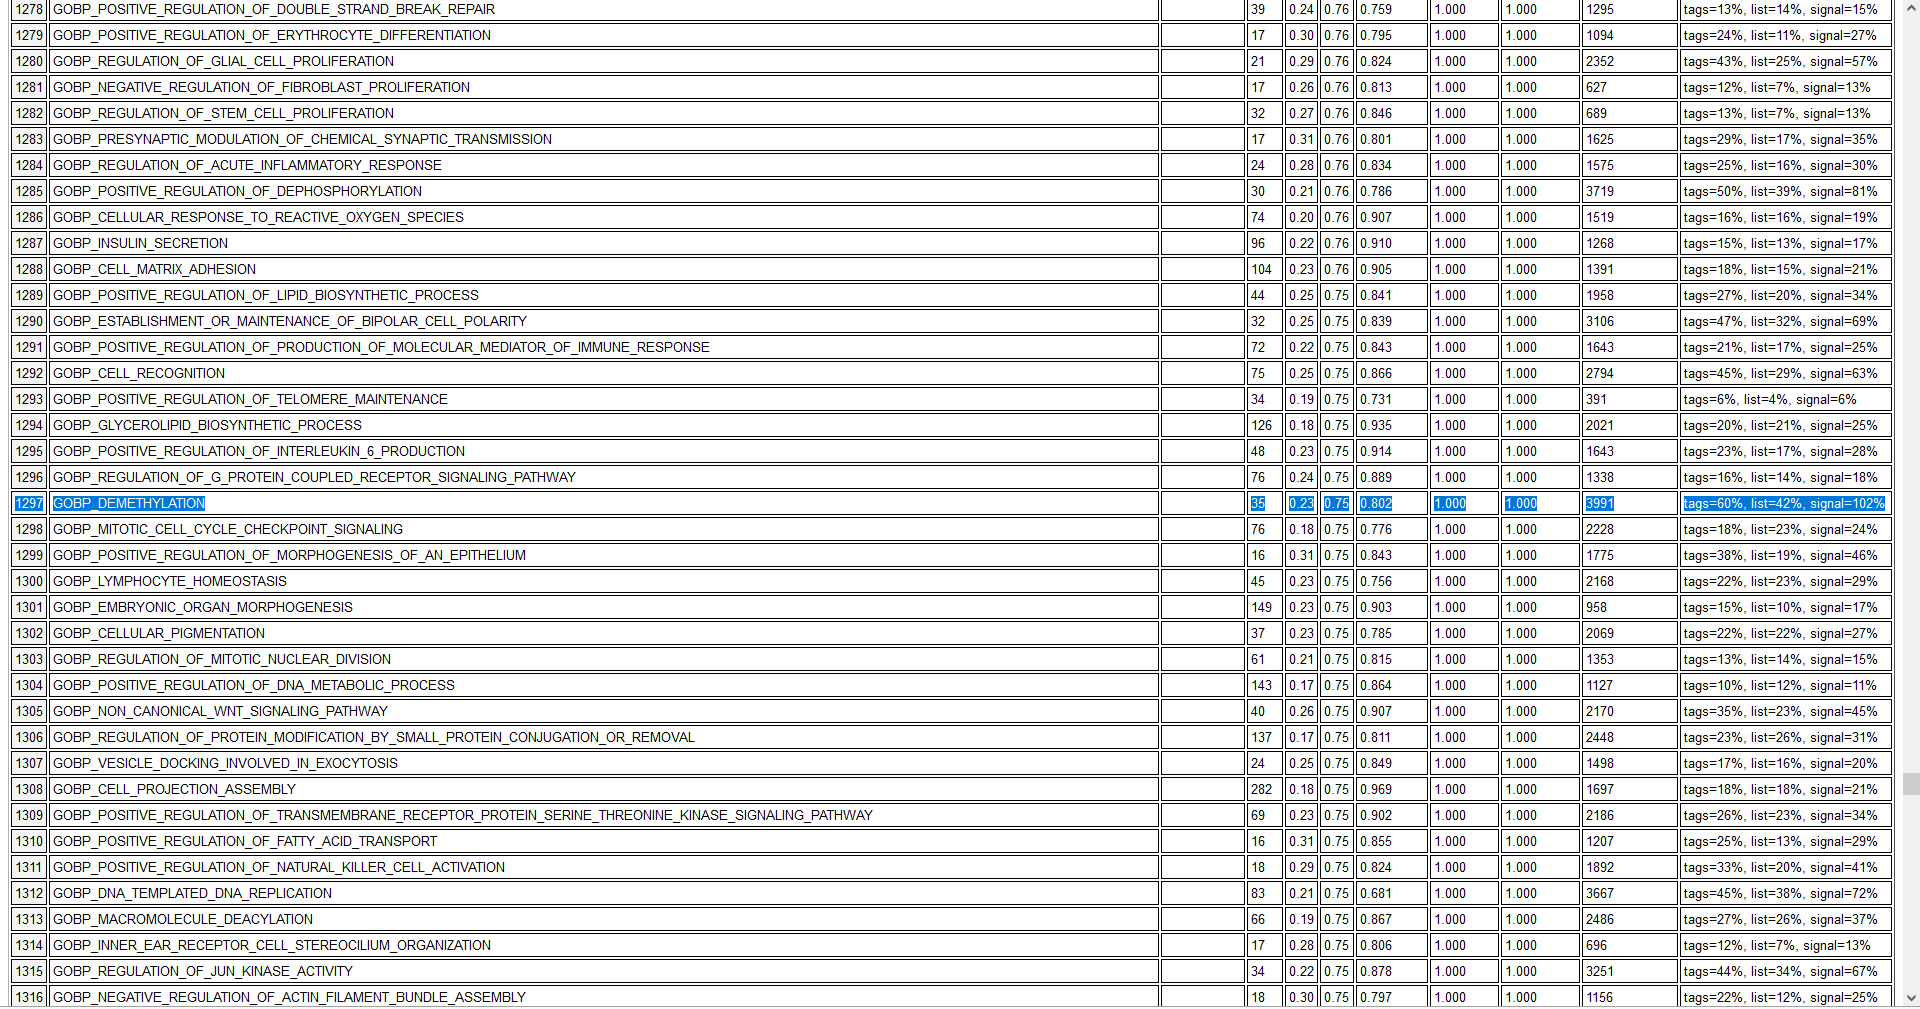 1278 GOBP_POSITIVE_REGULATION_OF_DOUBLE_STRAND_BREAK_REPAIR 39 0.24 0.76 0.759 1.000 1.000 1295 tags=13%, list=14%, signal=15%
1279 GOBP_POSITIVE_REGULATION_OF_ERYTHROCYTE_DIFFERENTIATION 17 0.30 0.76 0.795 1.000 1.000 1094 tags=24%, list=11%, signal=27%
1280 GOBP_REGULATION_OF_GLIAL_CELL_PROLIFERATION 21 0.29 0.76 0.824 1.000 1.000 2352 tags=43%, list=25%, signal=57%
1281 GOBP_NEGATIVE_REGULATION_OF_FIBROBLAST_PROLIFERATION 17 0.26 0.76 0.813 1.000 1.000 627 tags=12%, list=7%, signal=13%
1282 GOBP_REGULATION_OF_STEM_CELL_PROLIFERATION 32 0.27 0.76 0.846 1.000 1.000 689 tags=13%, list=7%, signal=13%
1283 GOBP_PRESYNAPTIC_MODULATION_OF_CHEMICAL_SYNAPTIC_TRANSMISSION 17 0.31 0.76 0.801 1.000 1.000 1625 tags=29%, list=17%, signal=35%
1284 GOBP_REGULATION_OF_ACUTE_INFLAMMATORY_RESPONSE 24 0.28 0.76 0.834 1.000 1.000 1575 tags=25%, list=16%, signal=30%
1285 GOBP_POSITIVE_REGULATION_OF_DEPHOSPHORYLATION 30 0.21 0.76 0.786 1.000 1.000 3719 tags=50%, list=39%, signal=81%
1286 GOBP_CELLULAR_RESPONSE_TO_REACTIVE_OXYGEN_SPECIES 74 0.20 0.76 0.907 1.000 1.000 1519 tags=16%, list=16%, signal=19%
1287 GOBP_INSULIN_SECRETION 96 0.22 0.76 0.910 1.000 1.000 1268 tags=15%, list=13%, signal=17%
1288 GOBP_CELL_MATRIX_ADHESION 104 0.23 0.76 0.905 1.000 1.000 1391 tags=18%, list=15%, signal=21%
1289 GOBP_POSITIVE_REGULATION_OF_LIPID_BIOSYNTHETIC_PROCESS 44 0.25 0.75 0.841 1.000 1.000 1958 tags=27%, list=20%, signal=34%
1290 GOBP_ESTABLISHMENT_OR_MAINTENANCE_OF_BIPOLAR_CELL_POLARITY 32 0.25 0.75 0.839 1.000 1.000 3106 tags=47%, list=32%, signal=69%
1291 GOBP_POSITIVE_REGULATION_OF_PRODUCTION_OF_MOLECULAR_MEDIATOR_OF_IMMUNE_RESPONSE 72 0.22 0.75 0.843 1.000 1.000 1643 tags=21%, list=17%, signal=25%
1292 GOBP_CELL_RECOGNITION 75 0.25 0.75 0.866 1.000 1.000 2794 tags=45%, list=29%, signal=63%
1293 GOBP_POSITIVE_REGULATION_OF_TELOMERE_MAINTENANCE 34 0.19 0.75 0.731 1.000 1.000 391 tags=6%, list=4%, signal=6%
1294 GOBP_GLYCEROLIPID_BIOSYNTHETIC_PROCESS 126 0.18 0.75 0.935 1.000 1.000 2021 tags=20%, list=21%, signal=25%
1295 GOBP_POSITIVE_REGULATION_OF_INTERLEUKIN_6_PRODUCTION 48 0.23 0.75 0.914 1.000 1.000 1643 tags=23%, list=17%, signal=28%
1296 GOBP_REGULATION_OF_G_PROTEIN_COUPLED_RECEPTOR_SIGNALING_PATHWAY 76 0.24 0.75 0.889 1.000 1.000 1338 tags=16%, list=14%, signal=18%
1297 GOBP_DEMETHYLATION 35 0.23 0.75 0.802 1.000 1.000 3991 tags=60%, list=42%, signal=102%
1298 GOBP_MITOTIC_CELL_CYCLE_CHECKPOINT_SIGNALING 76 0.18 0.75 0.776 1.000 1.000 2228 tags=18%, list=23%, signal=24%
1299 GOBP_POSITIVE_REGULATION_OF_MORPHOGENESIS_OF_AN_EPITHELIUM 16 0.31 0.75 0.843 1.000 1.000 1775 tags=38%, list=19%, signal=46%
1300 GOBP_LYMPHOCYTE_HOMEOSTASIS 45 0.23 0.75 0.756 1.000 1.000 2168 tags=22%, list=23%, signal=29%
1301 GOBP_EMBRYONIC_ORGAN_MORPHOGENESIS 149 0.23 0.75 0.903 1.000 1.000 958 tags=15%, list=10%, signal=17%
1302 GOBP_CELLULAR_PIGMENTATION 37 0.23 0.75 0.785 1.000 1.000 2069 tags=22%, list=22%, signal=27%
1303 GOBP_REGULATION_OF_MITOTIC_NUCLEAR_DIVISION 61 0.21 0.75 0.815 1.000 1.000 1353 tags=13%, list=14%, signal=15%
1304 GOBP_POSITIVE_REGULATION_OF_DNA_METABOLIC_PROCESS 143 0.17 0.75 0.864 1.000 1.000 1127 tags=10%, list=12%, signal=11%
1305 GOBP_NON_CANONICAL_WNT_SIGNALING_PATHWAY 40 0.26 0.75 0.907 1.000 1.000 2170 tags=35%, list=23%, signal=45%
1306 GOBP_REGULATION_OF_PROTEIN_MODIFICATION_BY_SMALL_PROTEIN_CONJUGATION_OR_REMOVAL 137 0.17 0.75 0.811 1.000 1.000 2448 tags=23%, list=26%, signal=31%
1307 GOBP_VESICLE_DOCKING_INVOLVED_IN_EXOCYTOSIS 24 0.25 0.75 0.849 1.000 1.000 1498 tags=17%, list=16%, signal=20%
1308 GOBP_CELL_PROJECTION_ASSEMBLY 282 0.18 0.75 0.969 1.000 1.000 1697 tags=18%, list=18%, signal=21%
1309 GOBP_POSITIVE_REGULATION_OF_TRANSMEMBRANE_RECEPTOR_PROTEIN_SERINE_THREONINE_KINASE_SIGNALING_PATHWAY 69 0.23 0.75 0.902 1.000 1.000 2186 tags=26%, list=23%, signal=34%
1310 GOBP_POSITIVE_REGULATION_OF_FATTY_ACID_TRANSPORT 16 0.31 0.75 0.855 1.000 1.000 1207 tags=25%, list=13%, signal=29%
1311 GOBP_POSITIVE_REGULATION_OF_NATURAL_KILLER_CELL_ACTIVATION 18 0.29 0.75 0.824 1.000 1.000 1892 tags=33%, list=20%, signal=41%
1312 GOBP_DNA_TEMPLATED_DNA_REPLICATION 83 0.21 0.75 0.681 1.000 1.000 3667 tags=45%, list=38%, signal=72%
1313 GOBP_MACROMOLECULE_DEACYLATION 66 0.19 0.75 0.867 1.000 1.000 2486 tags=27%, list=26%, signal=37%
1314 GOBP_INNER_EAR_RECEPTOR_CELL_STEREOCILIUM_ORGANIZATION 17 0.28 0.75 0.806 1.000 1.000 696 tags=12%, list=7%, signal=13%
1315 GOBP_REGULATION_OF_JUN_KINASE_ACTIVITY 34 0.22 0.75 0.878 1.000 1.000 3251 tags=44%, list=34%, signal=67%
1316 GOBP_NEGATIVE_REGULATION_OF_ACTIN_FILAMENT_BUNDLE_ASSEMBLY 18 0.30 0.75 0.797 1.000 1.000 1156 tags=22%, list=12%, signal=25%